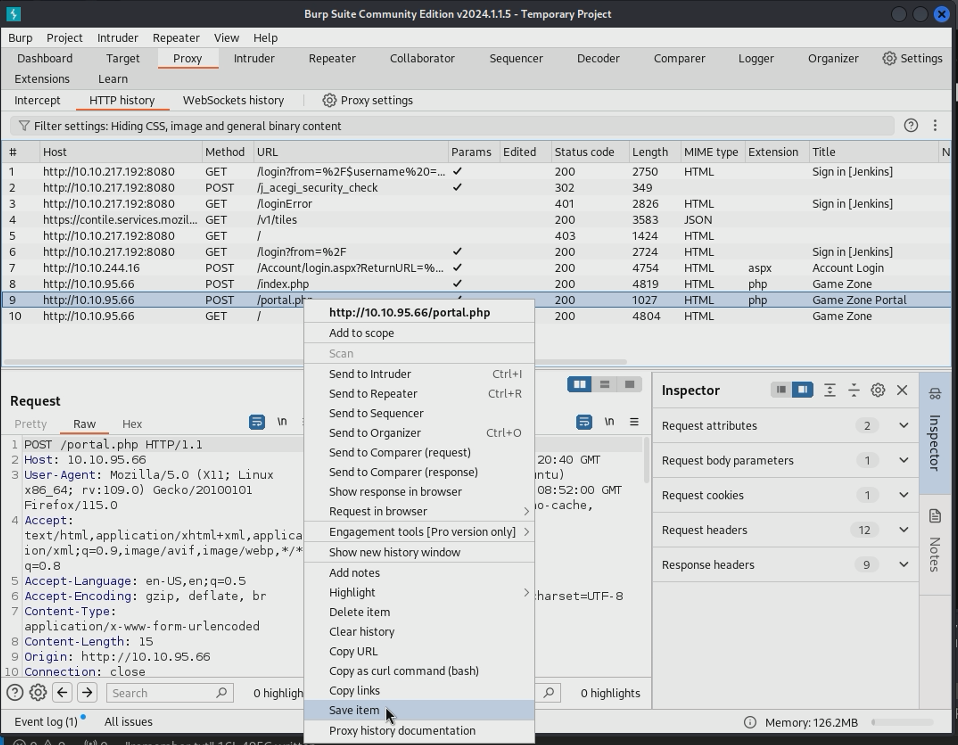 Burp Suite Community Edition v2024.1.1.5 - Temporary Project
Burp Project Intruder Repeater View Help
Dashboard Target Proxy Intruder Repeater Collaborator Sequencer Decoder Comparer Logger Organizer Settings
Extensions Learn
Intercept HTTP history WebSockets history Proxy settings
Filter settings: Hiding CSS, image and general binary content
# Host Method URL Params Edited Status code Length MIME type Extension Title N
1 http://10.10.217.192:8080 GET /login?from=%2F$username%20=... ✓ 200 2750 HTML Sign in [Jenkins]
2 http://10.10.217.192:8080 POST /j_acegi_security_check ✓ 302 349
3 http://10.10.217.192:8080 GET /loginError 401 2826 HTML Sign in [Jenkins]
4 https://contile.services.mozil... GET /v1/tiles 200 3583 JSON
5 http://10.10.217.192:8080 GET / 403 1424 HTML
6 http://10.10.217.192:8080 GET /login?from=%2F ✓ 200 2724 HTML Sign in [Jenkins]
7 http://10.10.244.16 POST /Account/login.aspx?ReturnURL=%... ✓ 200 4754 HTML aspx Account Login
8 http://10.10.95.66 POST /index.php ✓ 200 4819 HTML php Game Zone
9 http://10.10.95.66 POST /portal.php 200 1027 HTML php Game Zone Portal
10 http://10.10.95.66 GET / 200 4804 HTML Game Zone
http://10.10.95.66/portal.php
Add to scope
Scan
Send to Intruder Ctrl+I
Send to Repeater Ctrl+R
Send to Sequencer
Send to Organizer Ctrl+O
Send to Comparer (request)
Send to Comparer (response)
Show response in browser
Request in browser
Engagement tools [Pro version only]
Show new history window
Add notes
Highlight
Delete item
Clear history
Copy URL
Copy as curl command (bash)
Copy links
Save item
Proxy history documentation
Request
Pretty Raw Hex
\n
1 POST /portal.php HTTP/1.1
2 Host: 10.10.95.66
3 User-Agent: Mozilla/5.0 (X11; Linux
x86_64; rv:109.0) Gecko/20100101
Firefox/115.0
4 Accept:
text/html,application/xhtml+xml,applica
ion/xml;q=0.9,image/avif,image/webp,*/*
q=0.8
5 Accept-Language: en-US,en;q=0.5
6 Accept-Encoding: gzip, deflate, br
7 Content-Type:
application/x-www-form-urlencoded
8 Content-Length: 15
9 Origin: http://10.10.95.66
10 Connection: close
\n
20:40 GMT
untu)
08:52:00 GMT
o-cache,
charset=UTF-8
Search 0 highligh
0 highlights
Inspector
Request attributes 2
Request body parameters 1
Request cookies 1
Request headers 12
Response headers 9
Inspector
Notes
Event log (1) All issues
Memory: 126.2MB